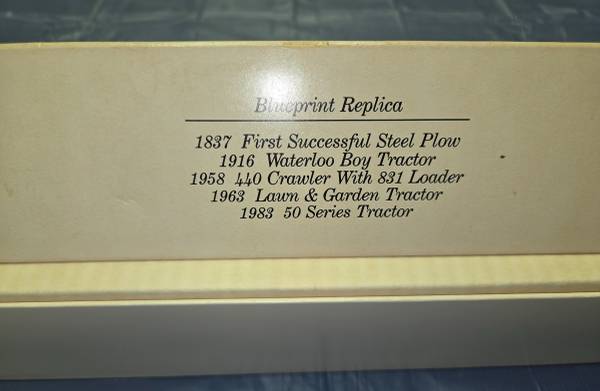 Blueprint Replica
1837 First Successful Steel Plow
1916 Waterloo Boy Tractor
1958 440 Crawler With 831 Loader
1963 Lawn & Garden Tractor
1983 50 Series Tractor